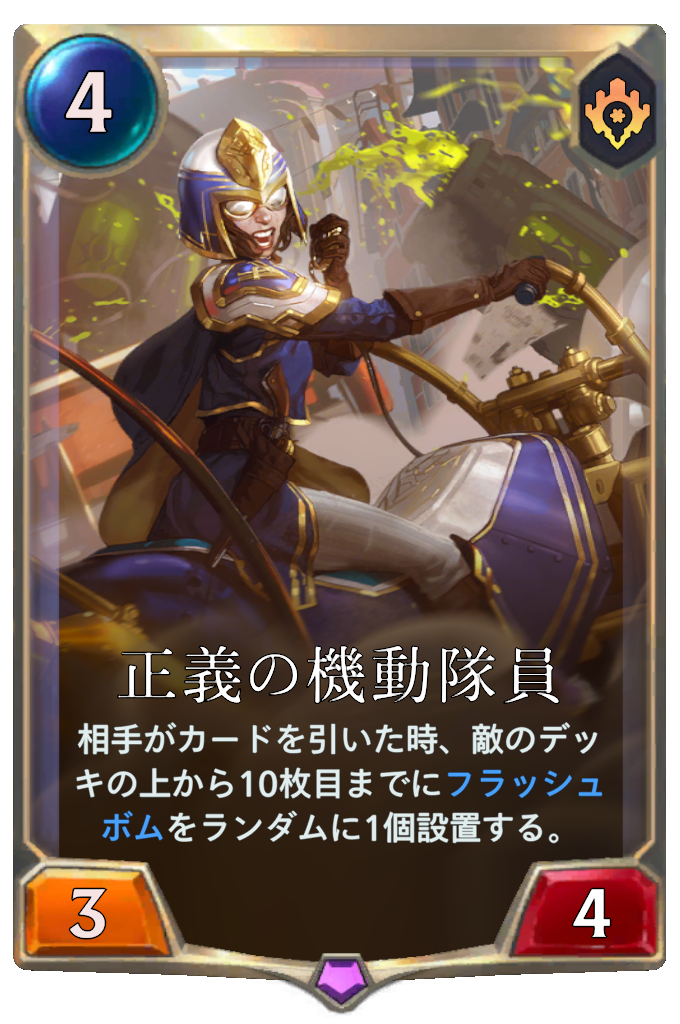 4
正義の機動隊員
相手がカードを引いた時、敵のデッ
キの上から10枚目までにフラッシュ
ボムをランダムに1個設置する。
3
4